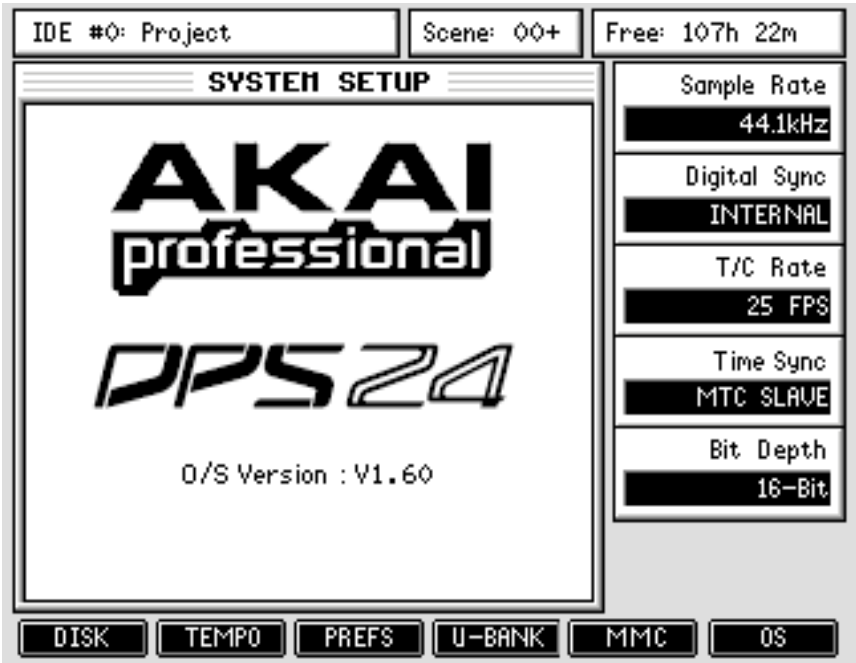 IDE #0: Project
Scene: 00+
Free: 107h 22m
SYSTEM SETUP
AKAI
professional
DPS24
O/S Version : V1.60
Sample Rate
44.1kHz
Digital Sync
INTERNAL
T/C Rate
25 FPS
Time Sync
MTC SLAVE
Bit Depth
16-Bit
DISK
TEMPO
PREFS
U-BANK
MMC
OS